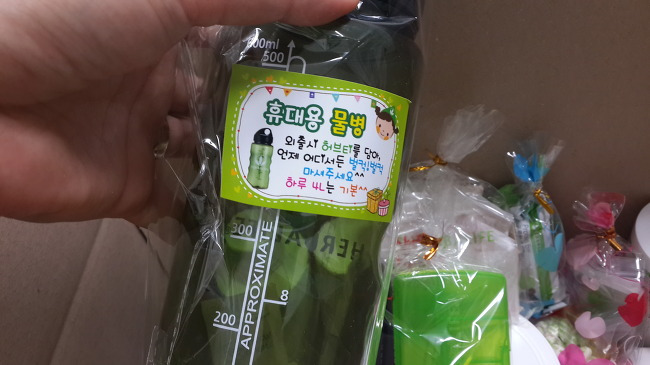 600ml
500
휴대용 물병
외출시 허브티를 담아,
언제 어디서든 벌컥!벌컥
마셔주세요^^
하루 4L는 기본^^
300
APPROXIMATE
8
200